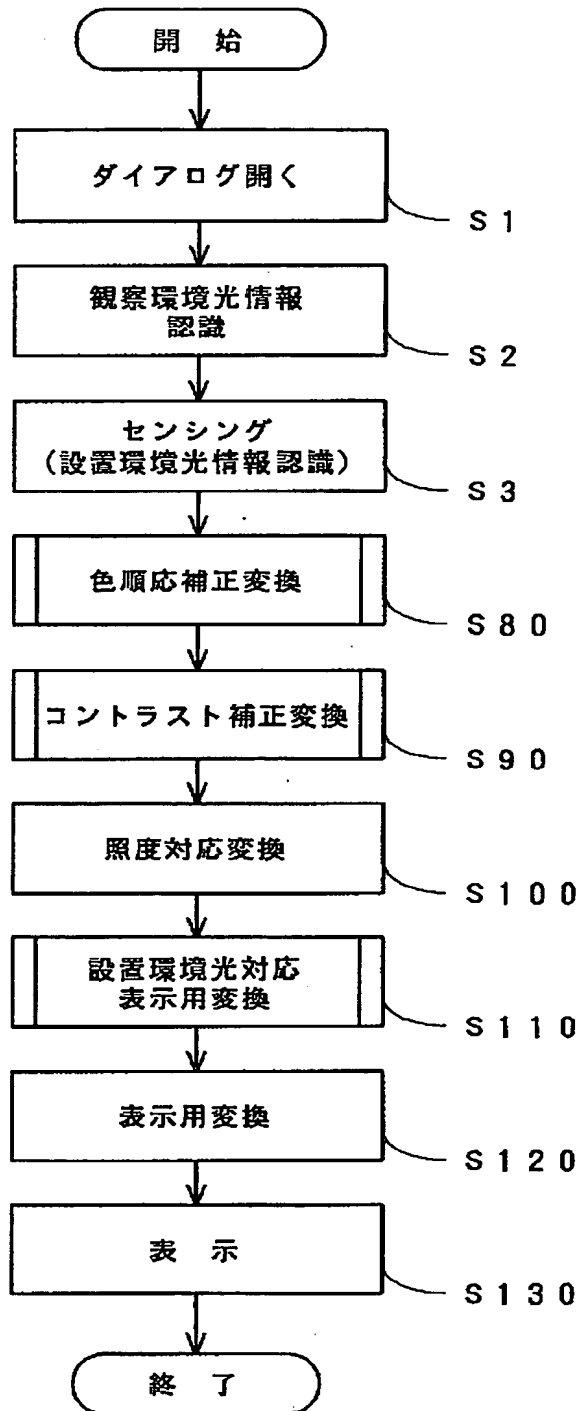 開 始
ダイアログ開く
S1
観察環境光情報
認識
S2
センシング
(設置環境光情報認識)
S3
色順応補正変換
S80
コントラスト補正変換
S90
照度対応変換
S100
設置環境光対応
表示用変換
S110
表示用変換
S120
表 示
S130
終 了